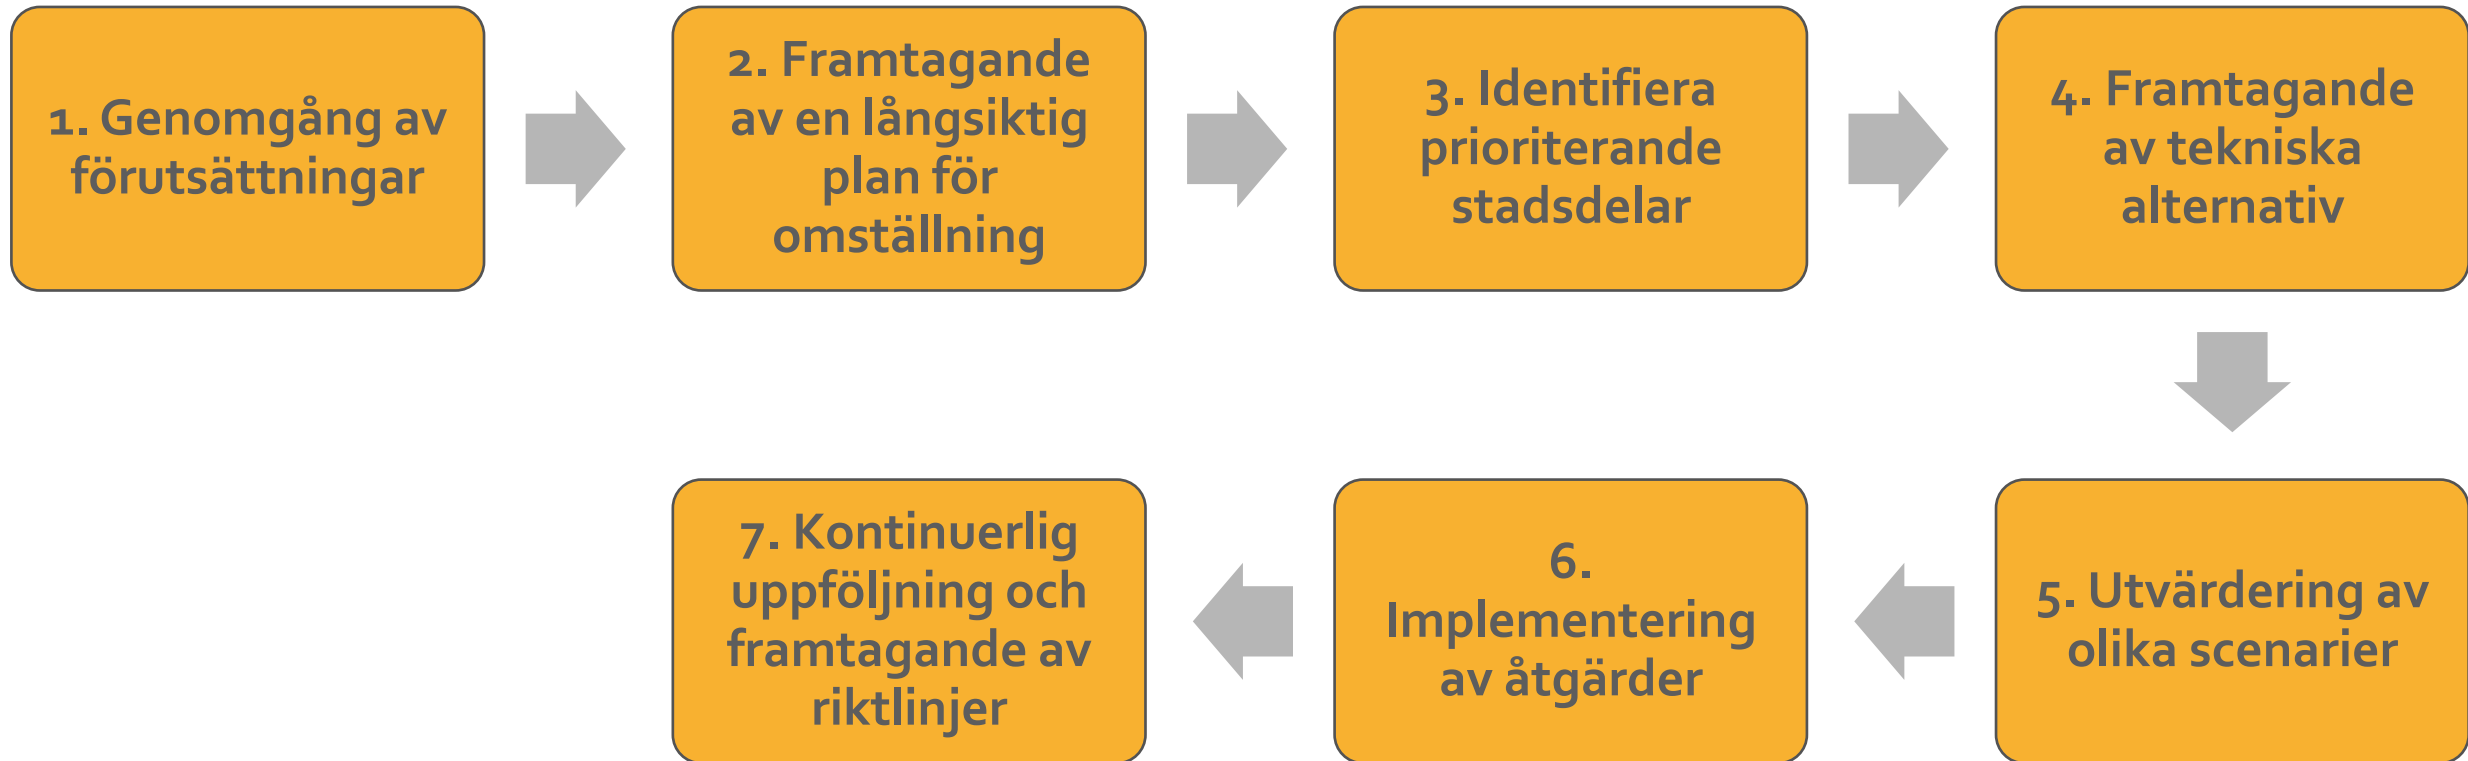 1. Genomgång av
förutsättningar
2. Framtagande
av en långsiktig
plan för
omställning
3. Identifiera
prioriterande
stadsdelar
4. Framtagande
av tekniska
alternativ
5. Utvärdering av
olika scenarier
6.
Implementering
av åtgärder
7. Kontinuerlig
uppföljning och
framtagande av
riktlinjer